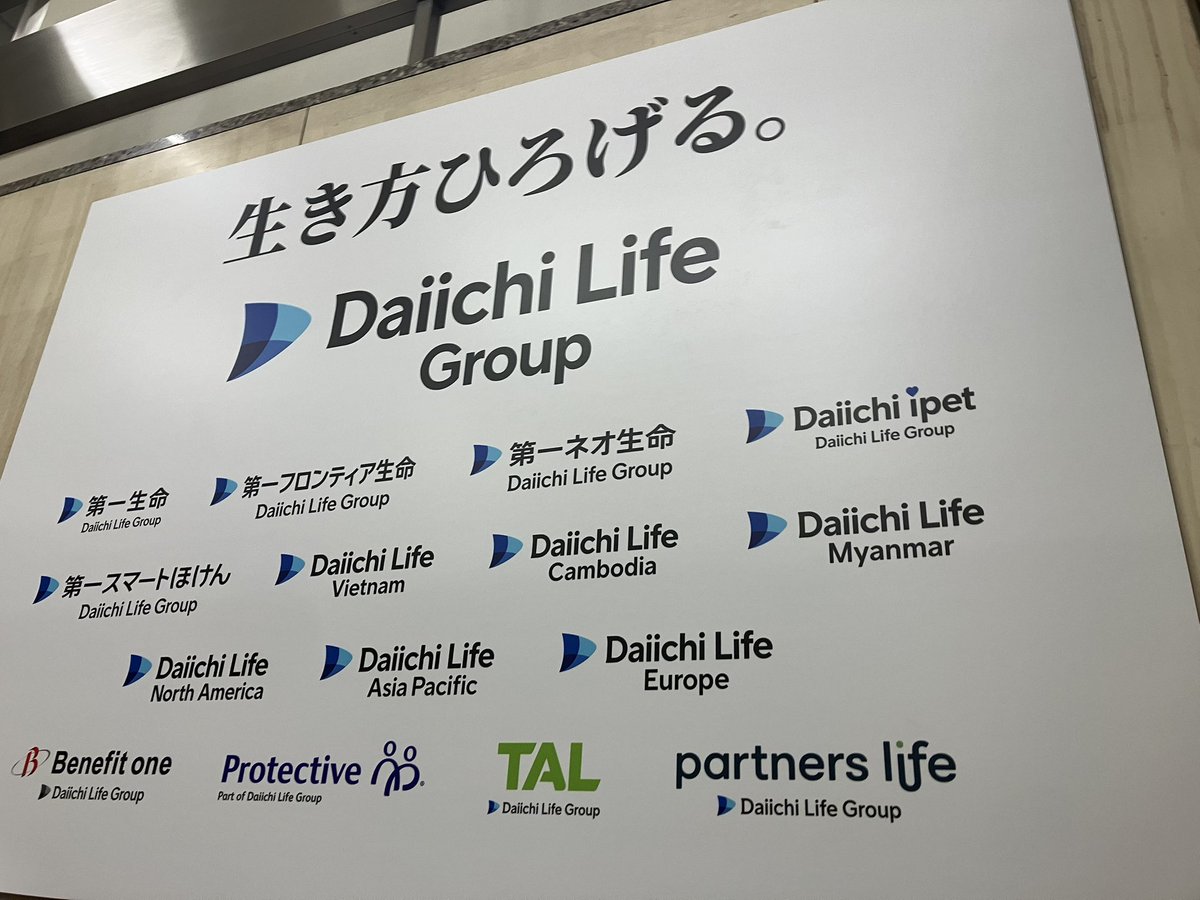 生き方ひろげる。
Daiichi Life
Group
第一生命
Daiichi Life Group
第一フロンティア生命
Daiichi Life Group
第一ネオ生命
Daiichi Life Group
Daiichi ipet
Daiichi Life Group
第一スマートほけん
Daiichi Life Group
Daiichi Life
Vietnam
Daiichi Life
Cambodia
Daiichi Life
Myanmar
Daiichi Life
North America
Daiichi Life
Asia Pacific
Daiichi Life
Europe
B Benefit one
Daiichi Life Group
Protective ®
Part of Daiichi Life Group
TAL
Daiichi Life Group
partners life
Daiichi Life Group